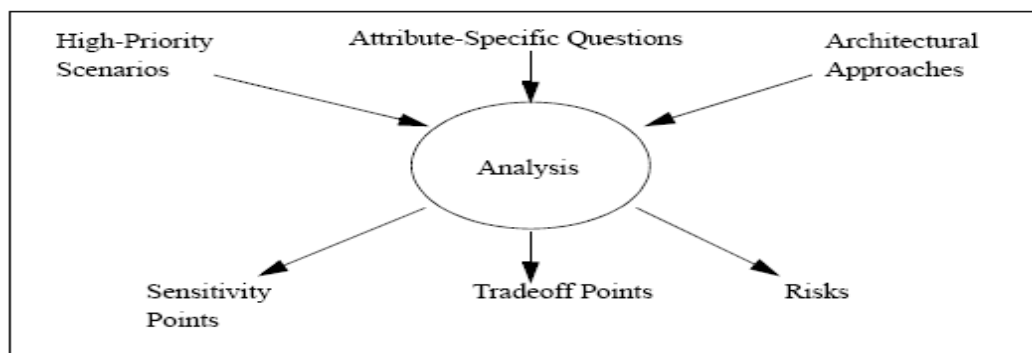 High-Priority
Scenarios
Attribute-Specific Questions
Architectural
Approaches
Analysis
Sensitivity
Points
Tradeoff Points
Risks